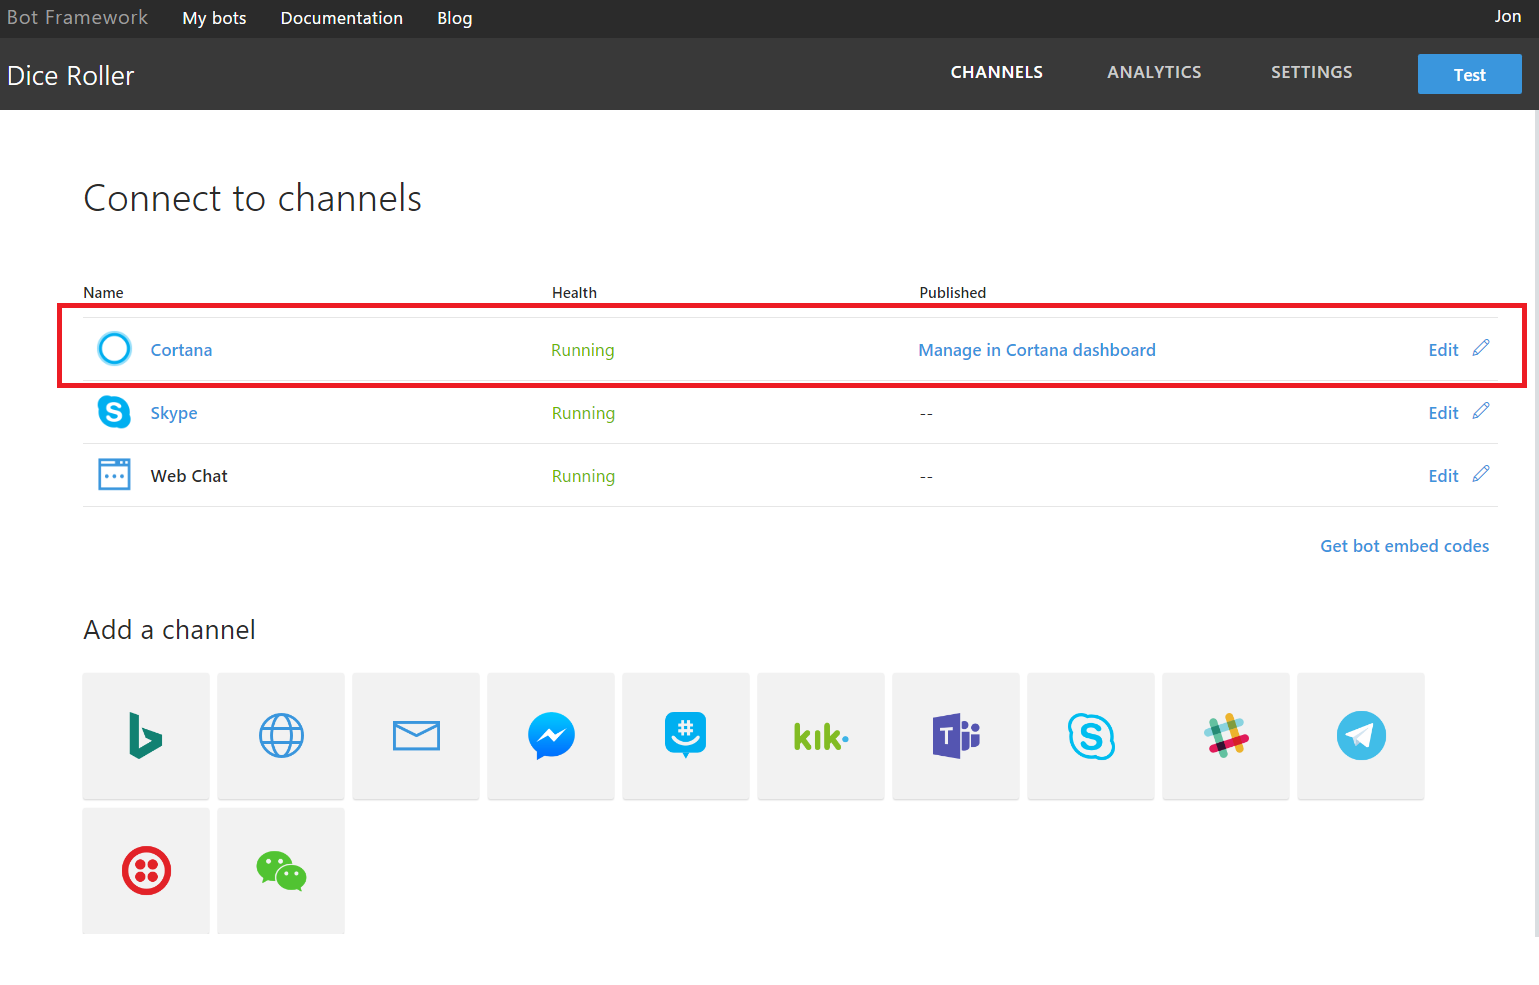 Bot Framework My bots Documentation Blog Jon
Dice Roller CHANNELS ANALYTICS SETTINGS Test
Connect to channels
Name Health Published
Cortana Running Manage in Cortana dashboard Edit
Skype Running -- Edit
Web Chat Running -- Edit
Get bot embed codes
Add a channel
kik.